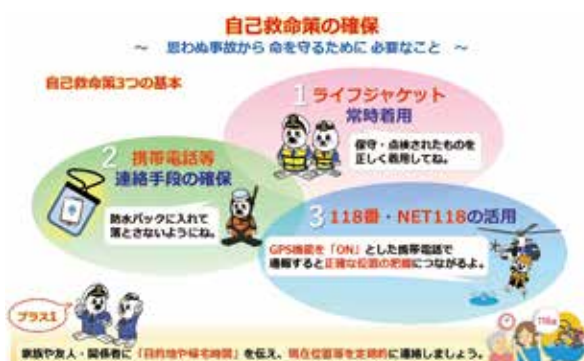 自己救命策の確保
～ 思わぬ事故から 命を守るために 必要なこと ～
自己救命策3つの基本
1 ライフジャケット
常時着用
保守・点検されたものを
正しく着用してね。
2 携帯電話等
連絡手段の確保
防水パックに入れて
落とさないようにね。
3 118番・NET118の活用
GPS機能を「ON」とした携帯電話で
通報すると正確な位置の把握につながるよ。
プラス1
118番
家族や友人・関係者に「目的地や帰宅時間」を伝え、現在位置等を定期的に連絡しましょう。